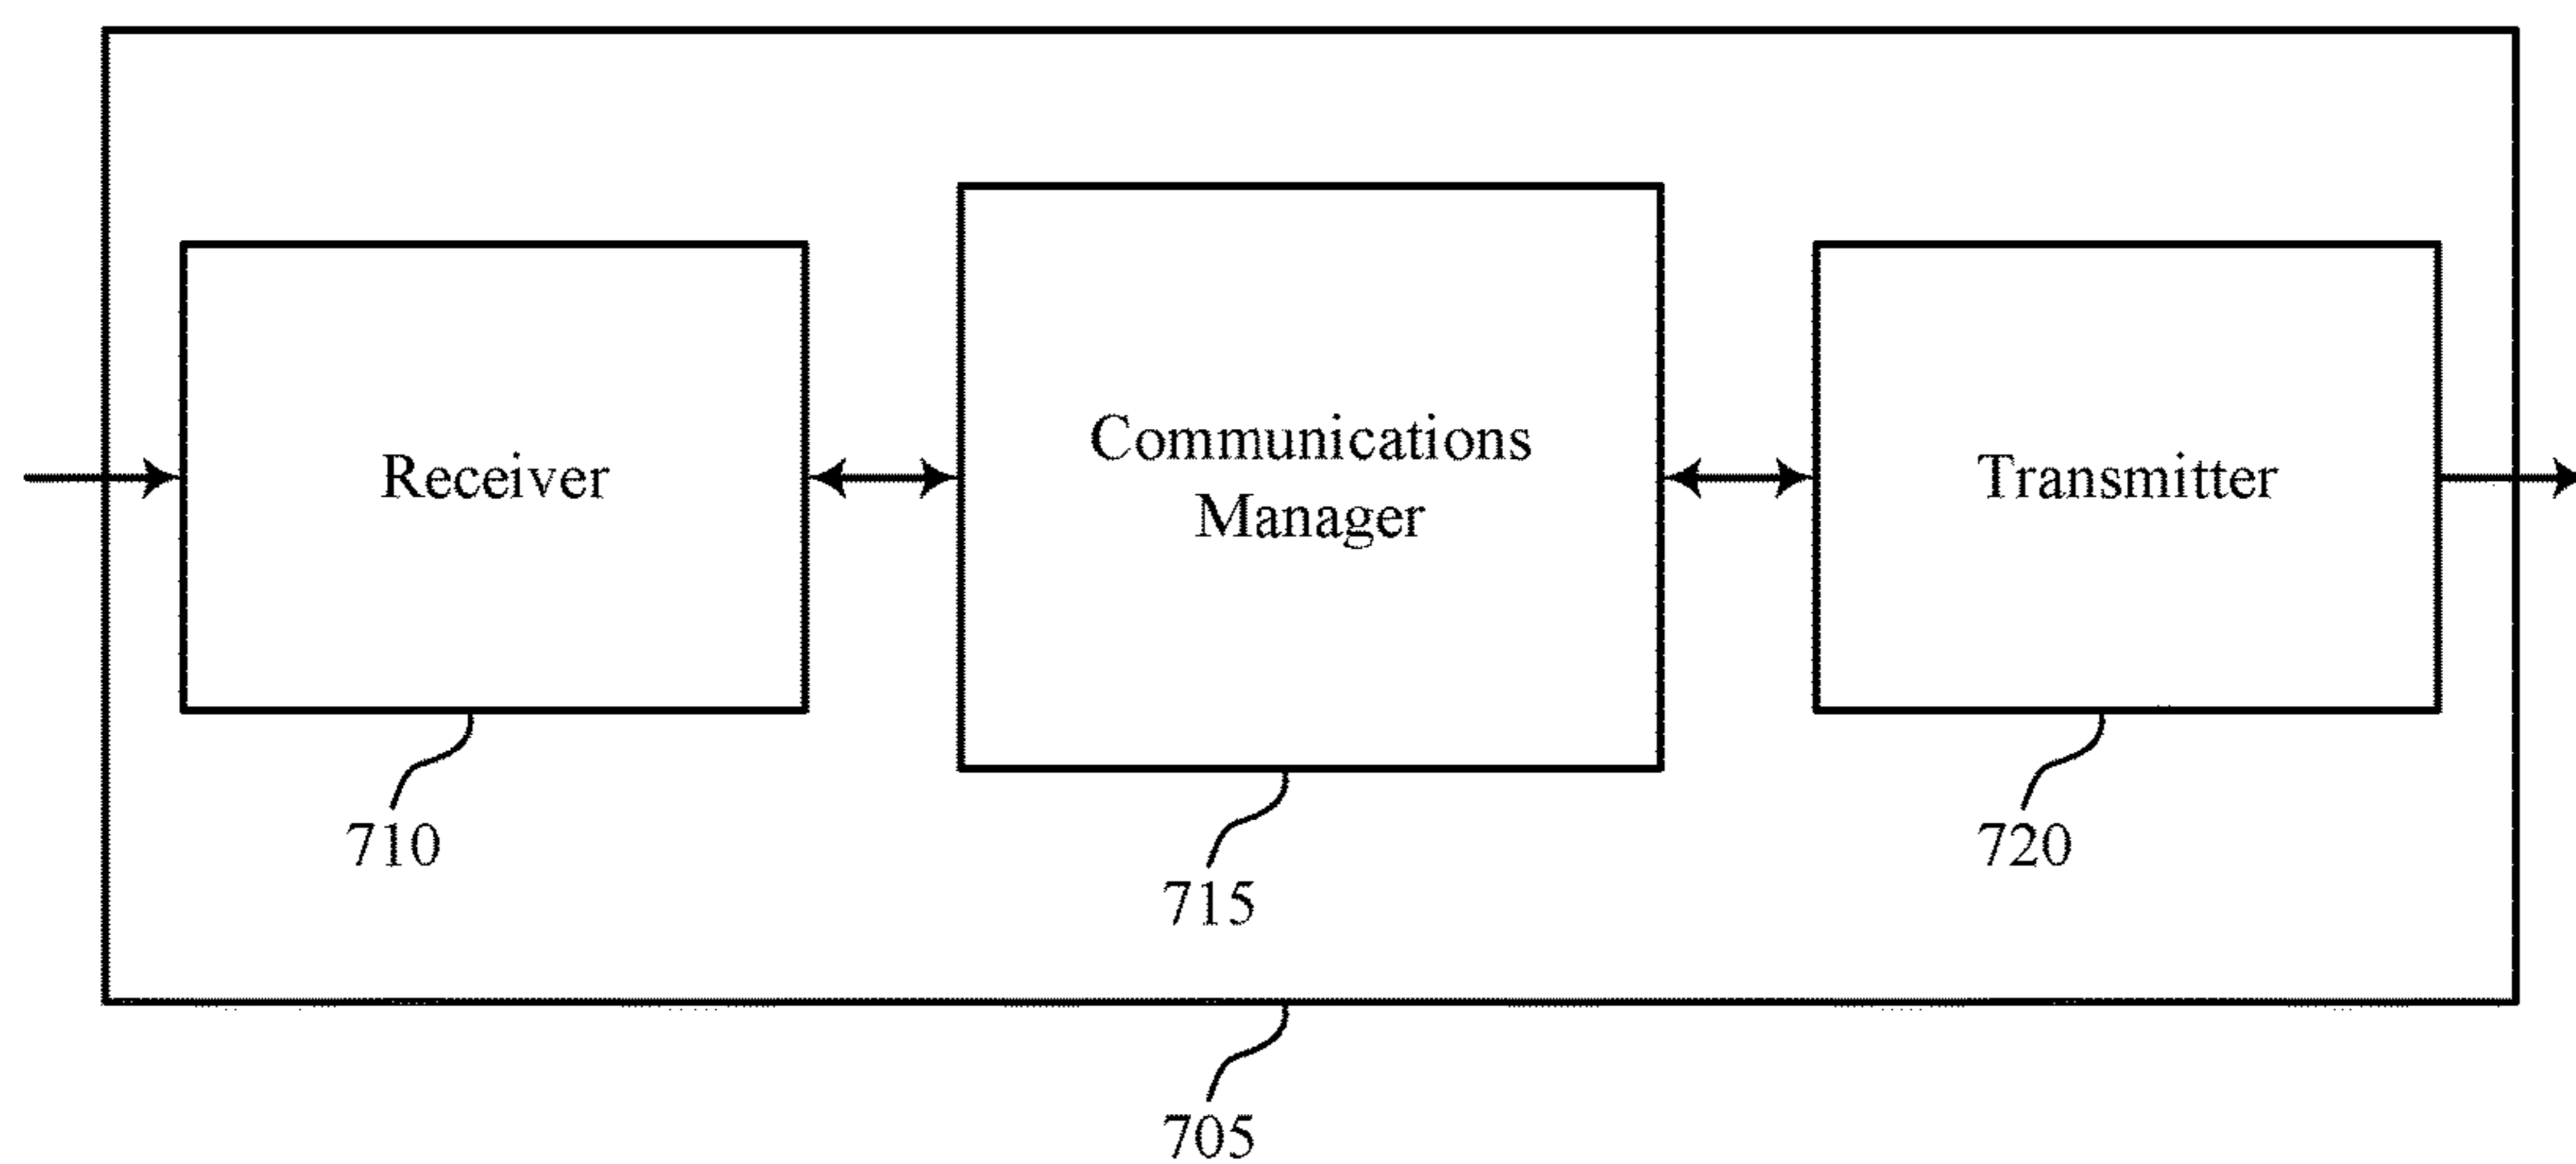 Receiver
Communications
Manager
Transmitter
710
715
720
705